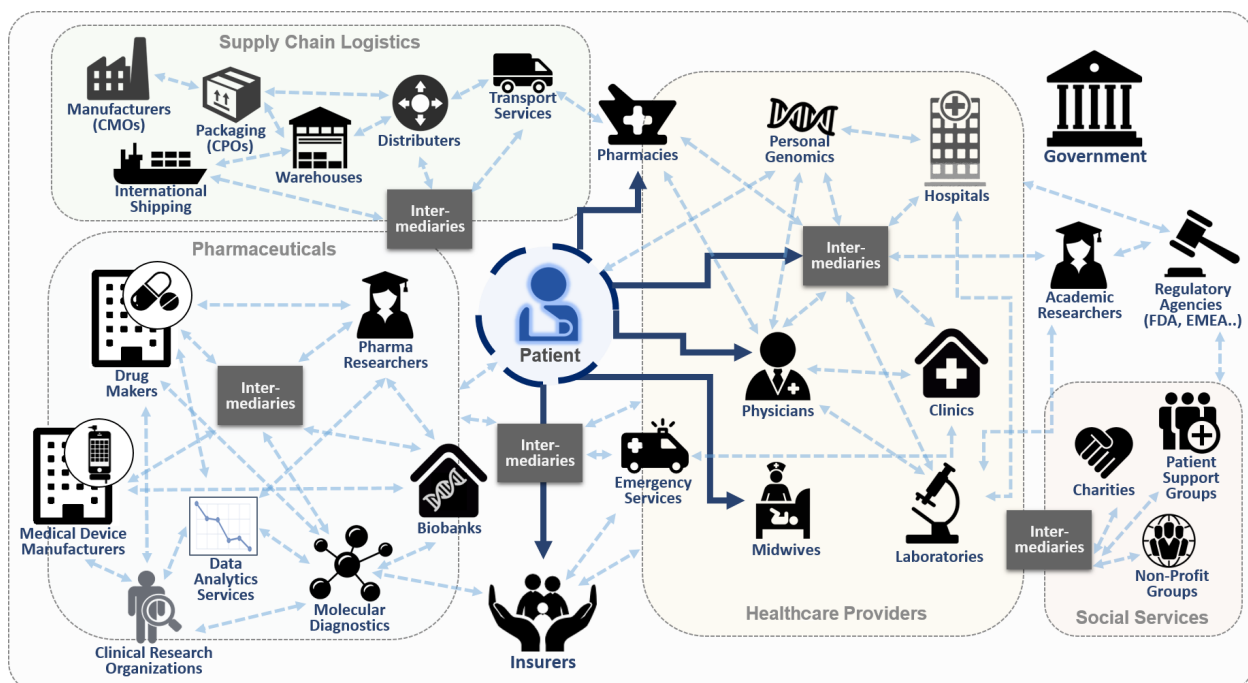 Supply Chain Logistics
Manufacturers
(CMOs)
Packaging
(CPOs)
International
Shipping
Warehouses
Distributers
Transport
Services
Inter-
mediaries
Pharmacies
Personal
Genomics
Hospitals
Government
Inter-
mediaries
Academic
Researchers
Regulatory
Agencies
(FDA, EMEA..)
Pharmaceuticals
Drug
Makers
Pharma
Researchers
Inter-
mediaries
Patient
Physicians
Clinics
Medical Device
Manufacturers
Data
Analytics
Services
Biobanks
Inter-
mediaries
Emergency
Services
Midwives
Laboratories
Clinical Research
Organizations
Molecular
Diagnostics
Insurers
Healthcare Providers
Charities
Patient
Support
Groups
Inter-
mediaries
Non-Profit
Groups
Social Services